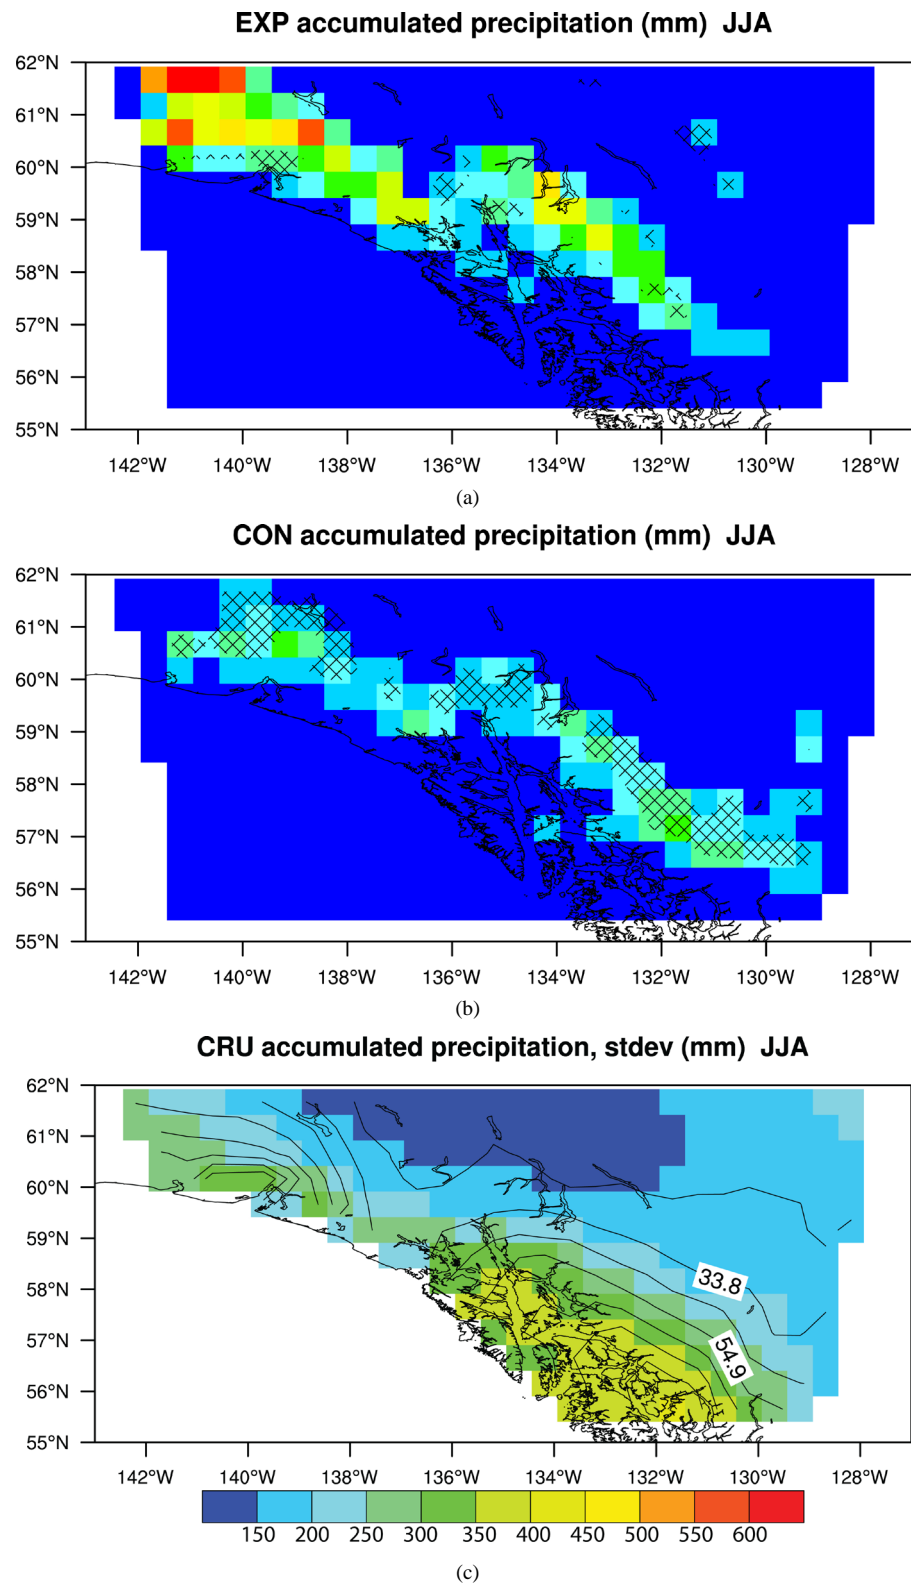 EXP accumulated precipitation (mm) JJA
62°N
61°N
60°N
59°N
58°N
57°N
56°N
55°N
142°W 140°W 138°W 136°W 134°W 132°W 130°W 128°W
(a)
CON accumulated precipitation (mm) JJA
62°N
61°N
60°N
59°N
58°N
57°N
56°N
55°N
142°W 140°W 138°W 136°W 134°W 132°W 130°W 128°W
(b)
CRU accumulated precipitation, stdev (mm) JJA
62°N
61°N
60°N
59°N
58°N
33.8
57°N
54.9
56°N
55°N
142°W 140°W 138°W 136°W 134°W 132°W 130°W 128°W
150 200 250 300 350 400 450 500 550 600
(c)